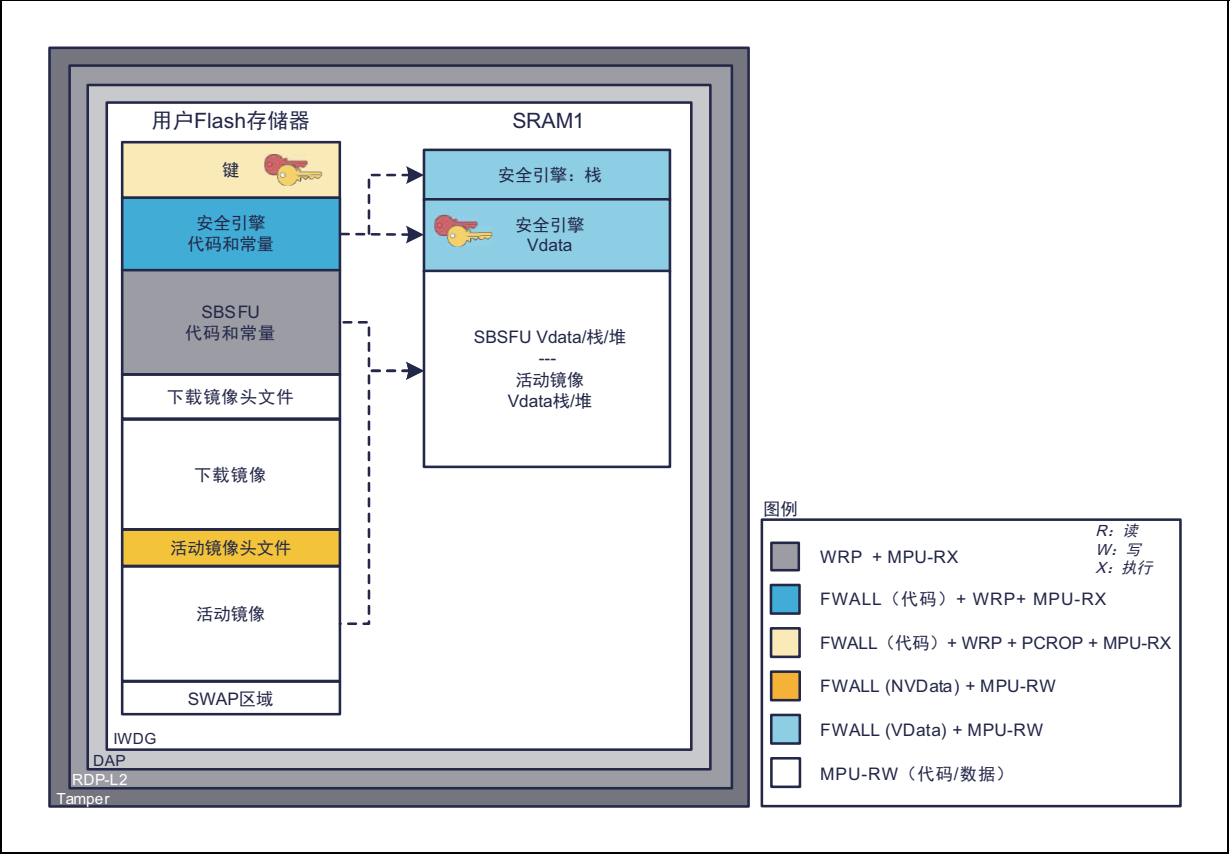 用户Flash存储器
SRAM1
键
安全引擎
代码和常量
SBSFU
代码和常量
下载镜像头文件
下载镜像
活动镜像头文件
活动镜像
SWAP区域
安全引擎：栈
安全引擎
Vdata
SBSFU Vdata/栈/堆
---
活动镜像
Vdata栈/堆
IWDG
DAP
RDP-L2
Tamper
图例
R：读
W：写
X：执行
WRP + MPU-RX
FWALL（代码）+ WRP+ MPU-RX
FWALL（代码）+ WRP + PCROP + MPU-RX
FWALL (NVData) + MPU-RW
FWALL (VData) + MPU-RW
MPU-RW（代码/数据）